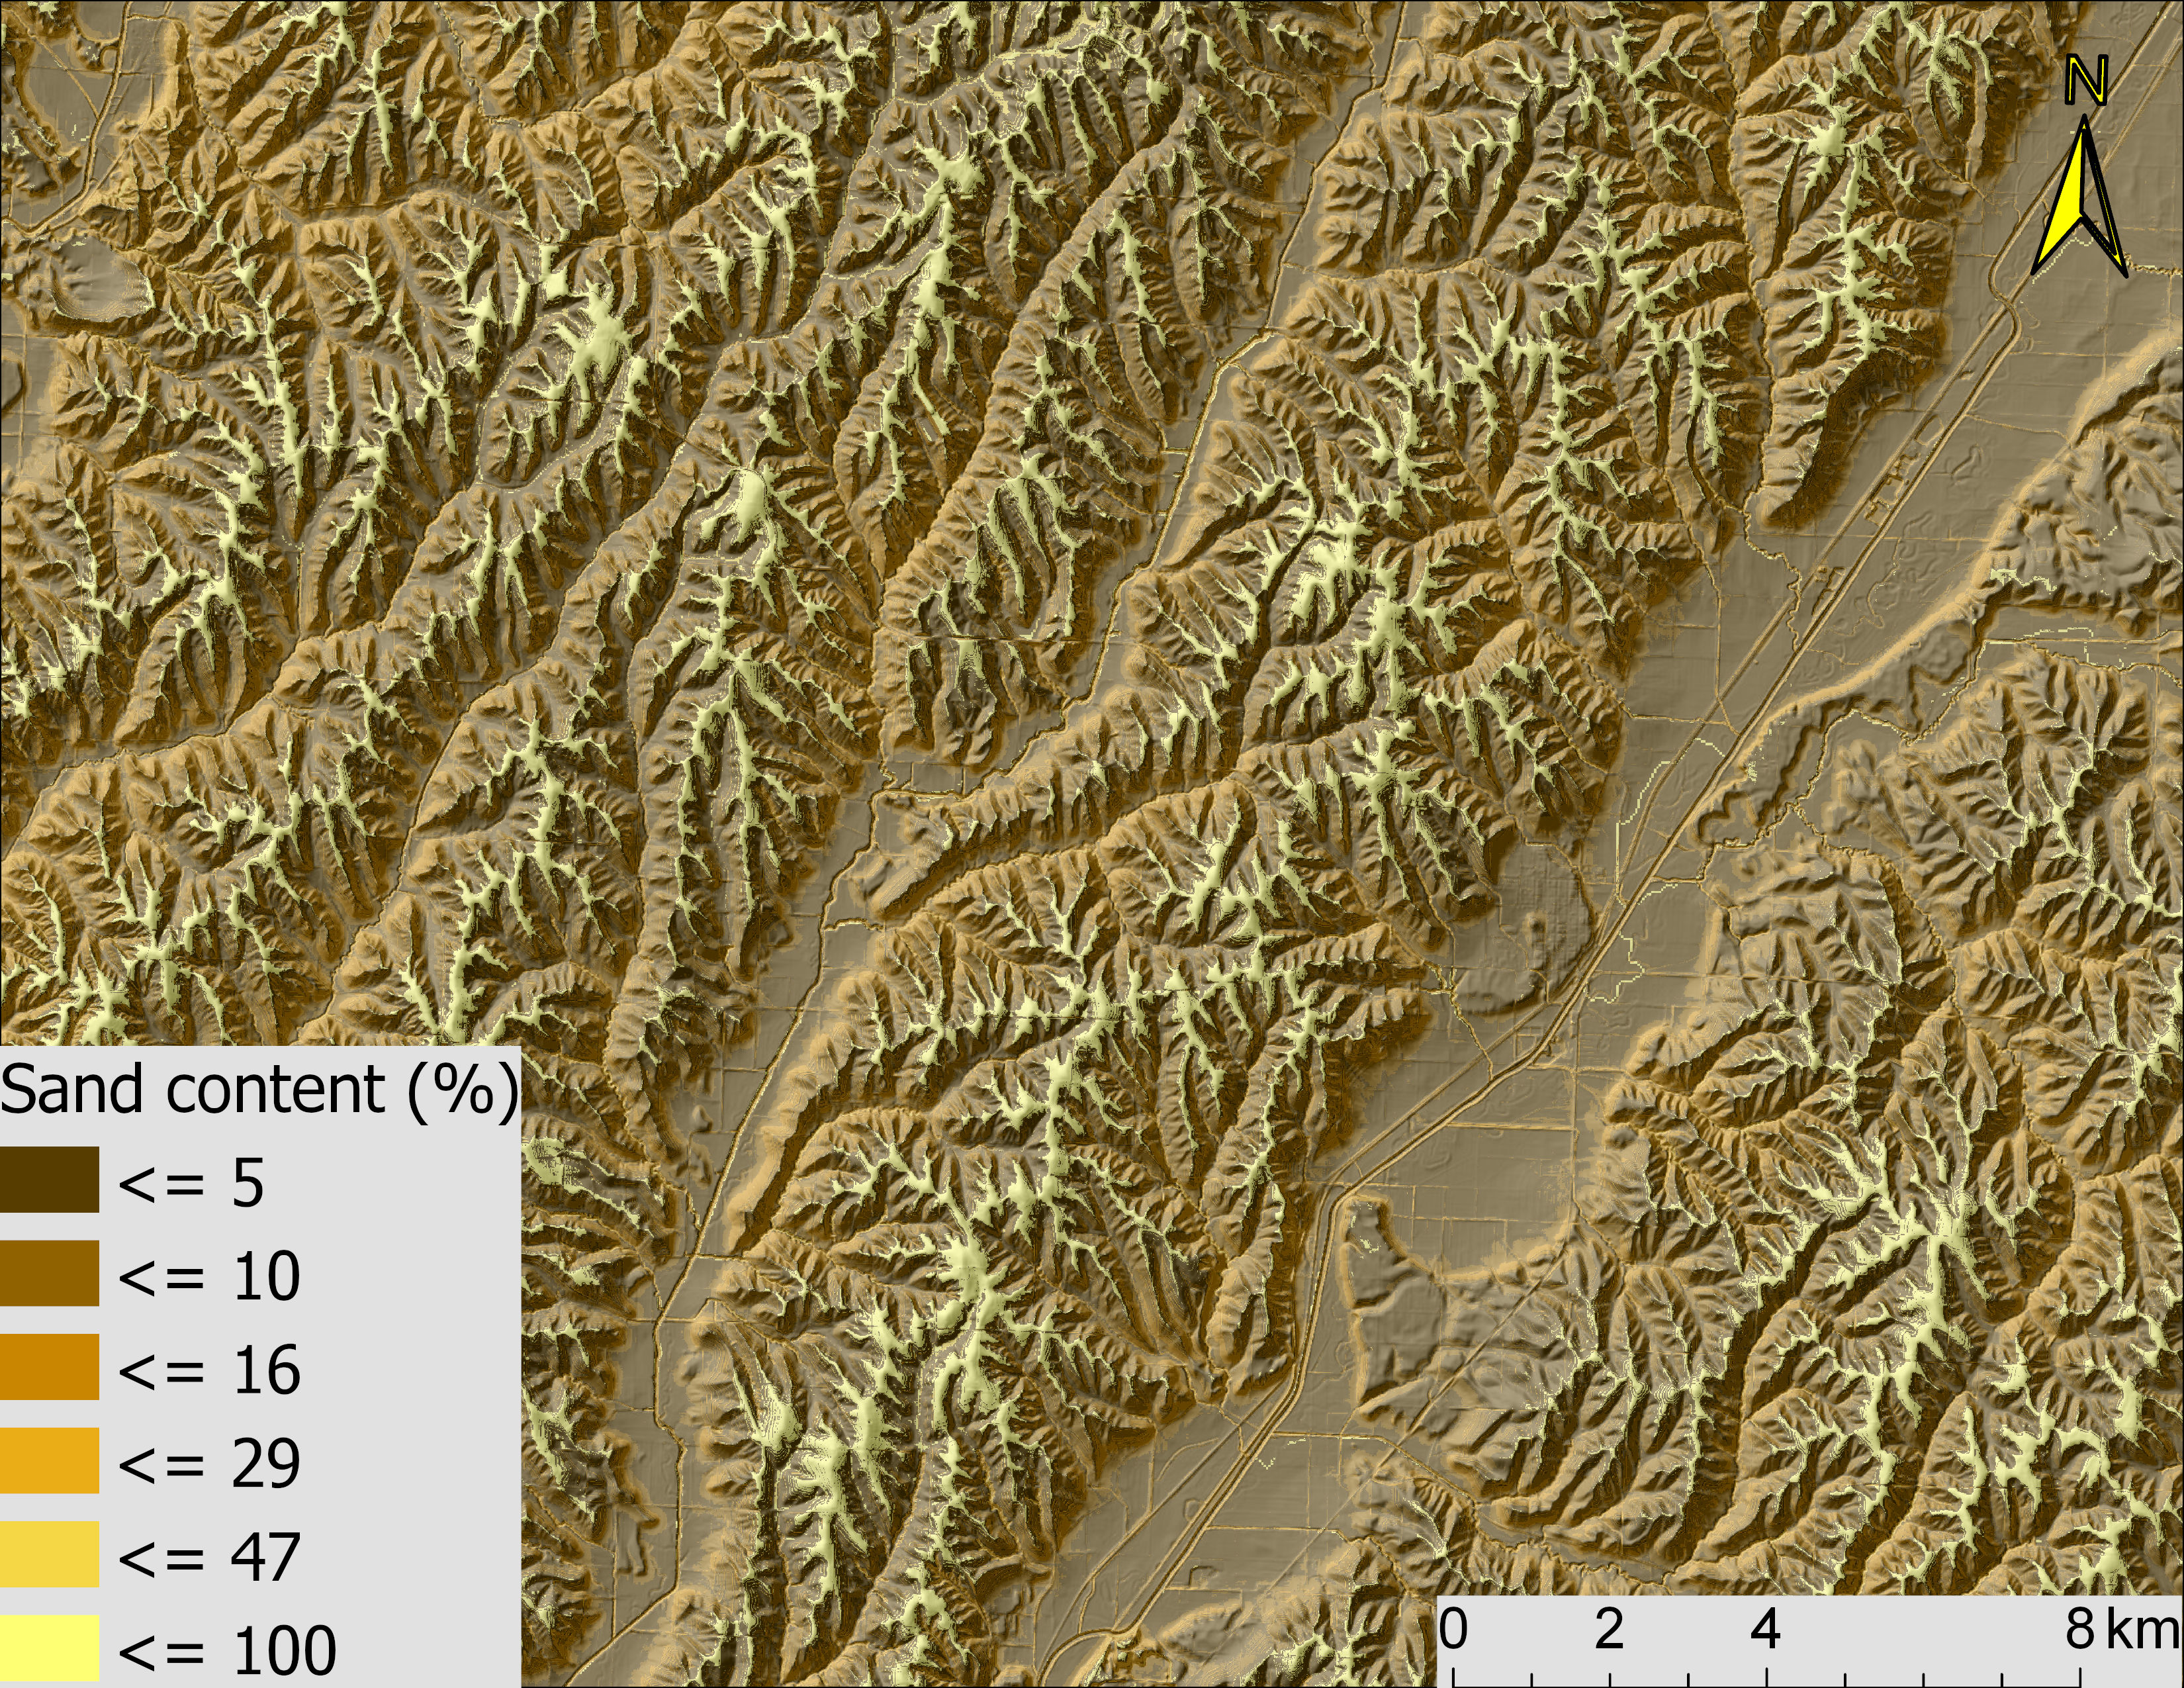 N
Sand content (%)
<= 5
<= 10
<= 16
<= 29
<= 47
<= 100
0 2 4 8 km